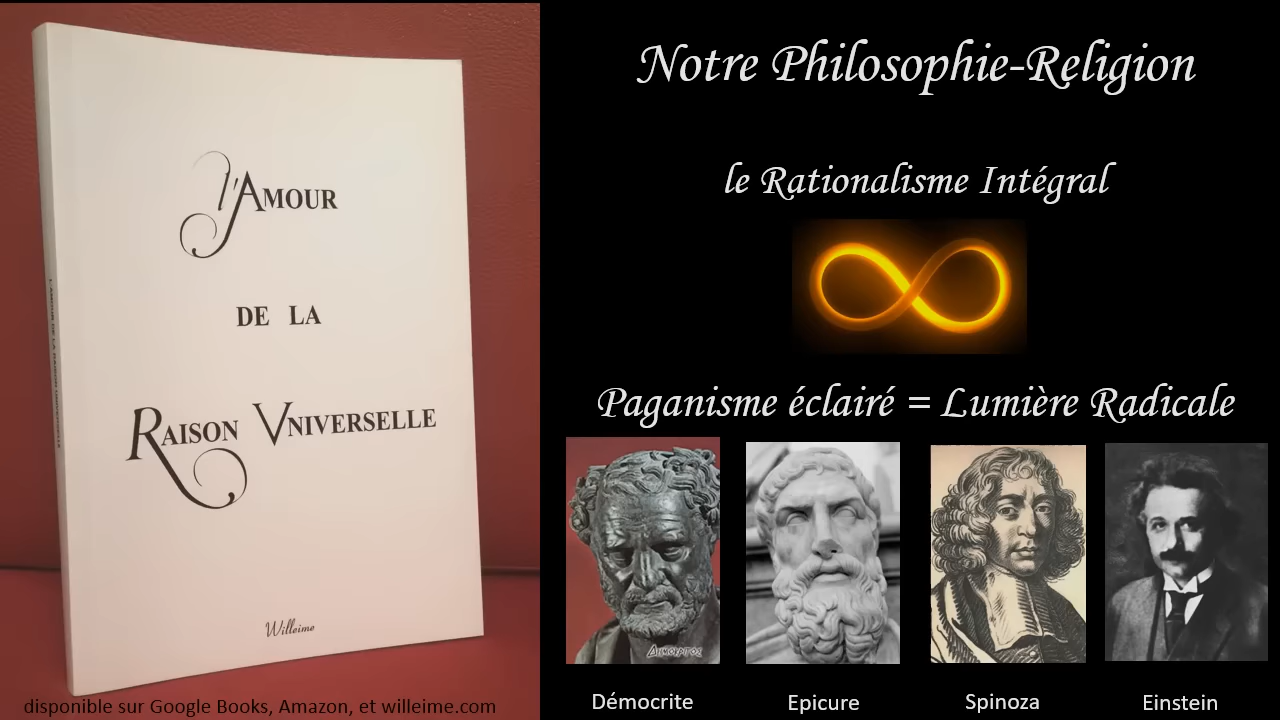 l'Amour
DE LA
Raison Vniverselle
Willeime
disponible sur Google Books, Amazon, et willeime.com
Notre Philosophie-Religion
le Rationalisme Intégral
Paganisme éclairé = Lumière Radicale
Démocrite
Epicure
Spinoza
Einstein